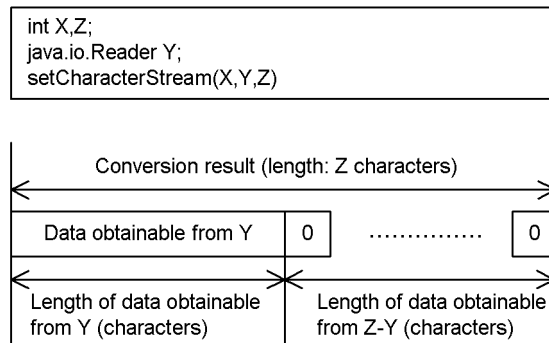 int X,Z;
java.io.Reader Y;
setCharacterStream(X,Y,Z)
Conversion result (length: Z characters)
Data obtainable from Y
0
...............
0
Length of data obtainable
from Y (characters)
Length of data obtainable
from Z-Y (characters)